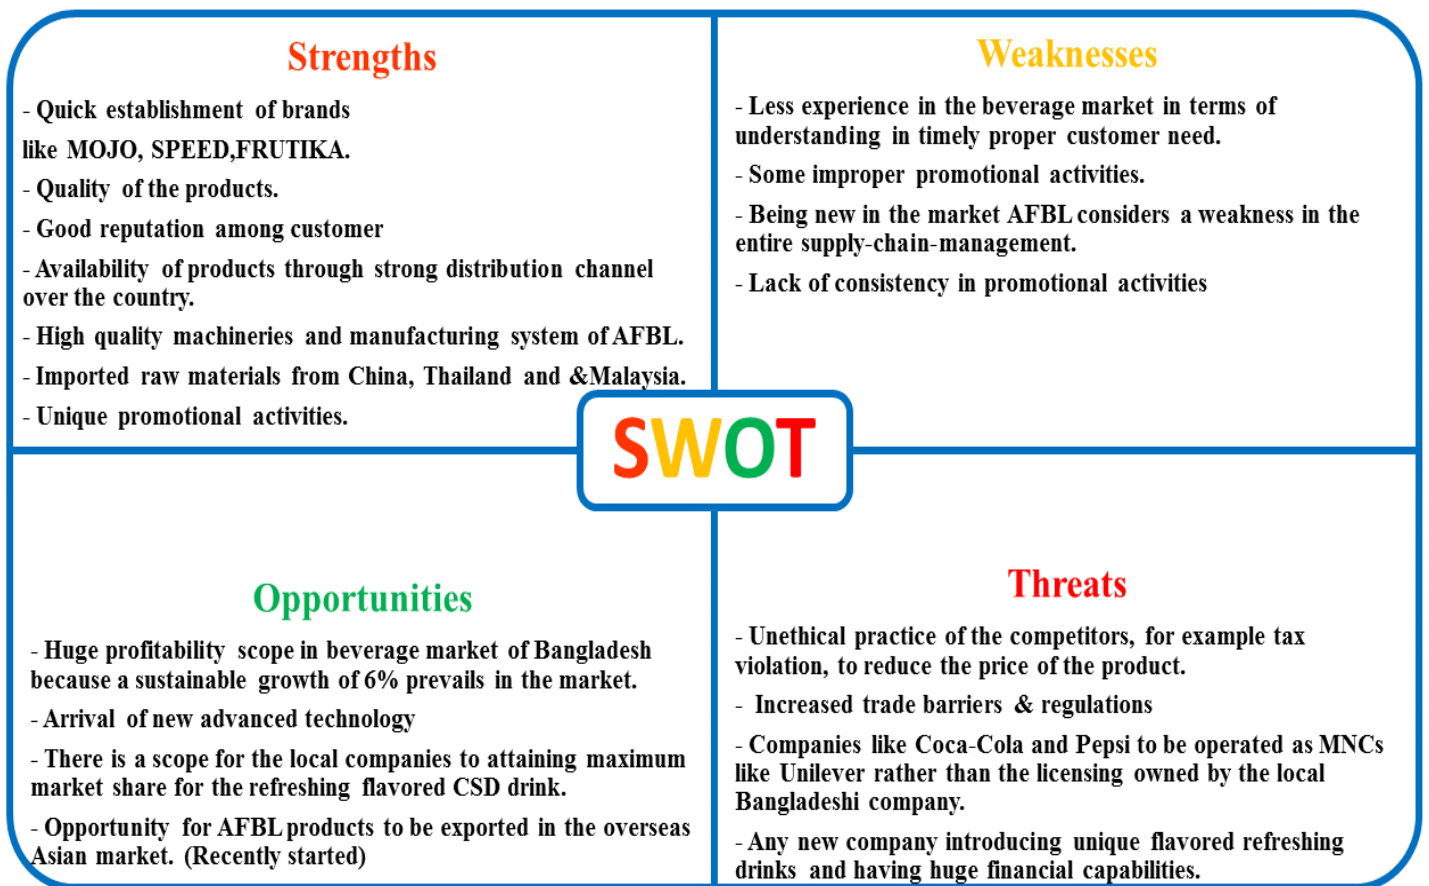 Strengths
- Quick establishment of brands
like MOJO, SPEED,FRUTIKA.
- Quality of the products.
- Good reputation among customer
- Availability of products through strong distribution channel
over the country.
- High quality machineries and manufacturing system of AFBL.
- Imported raw materials from China, Thailand and &Malaysia.
- Unique promotional activities.
Weaknesses
- Less experience in the beverage market in terms of
understanding in timely proper customer need.
- Some improper promotional activities.
- Being new in the market AFBL considers a weakness in the
entire supply-chain-management.
- Lack of consistency in promotional activities
SWOT
Opportunities
- Huge profitability scope in beverage market of Bangladesh
because a sustainable growth of 6% prevails in the market.
- Arrival of new advanced technology
- There is a scope for the local companies to attaining maximum
market share for the refreshing flavored CSD drink.
- Opportunity for AFBL products to be exported in the overseas
Asian market. (Recently started)
Threats
- Unethical practice of the competitors, for example tax
violation, to reduce the price of the product.
- Increased trade barriers & regulations
- Companies like Coca-Cola and Pepsi to be operated as MNCs
like Unilever rather than the licensing owned by the local
Bangladeshi company.
- Any new company introducing unique flavored refreshing
drinks and having huge financial capabilities.